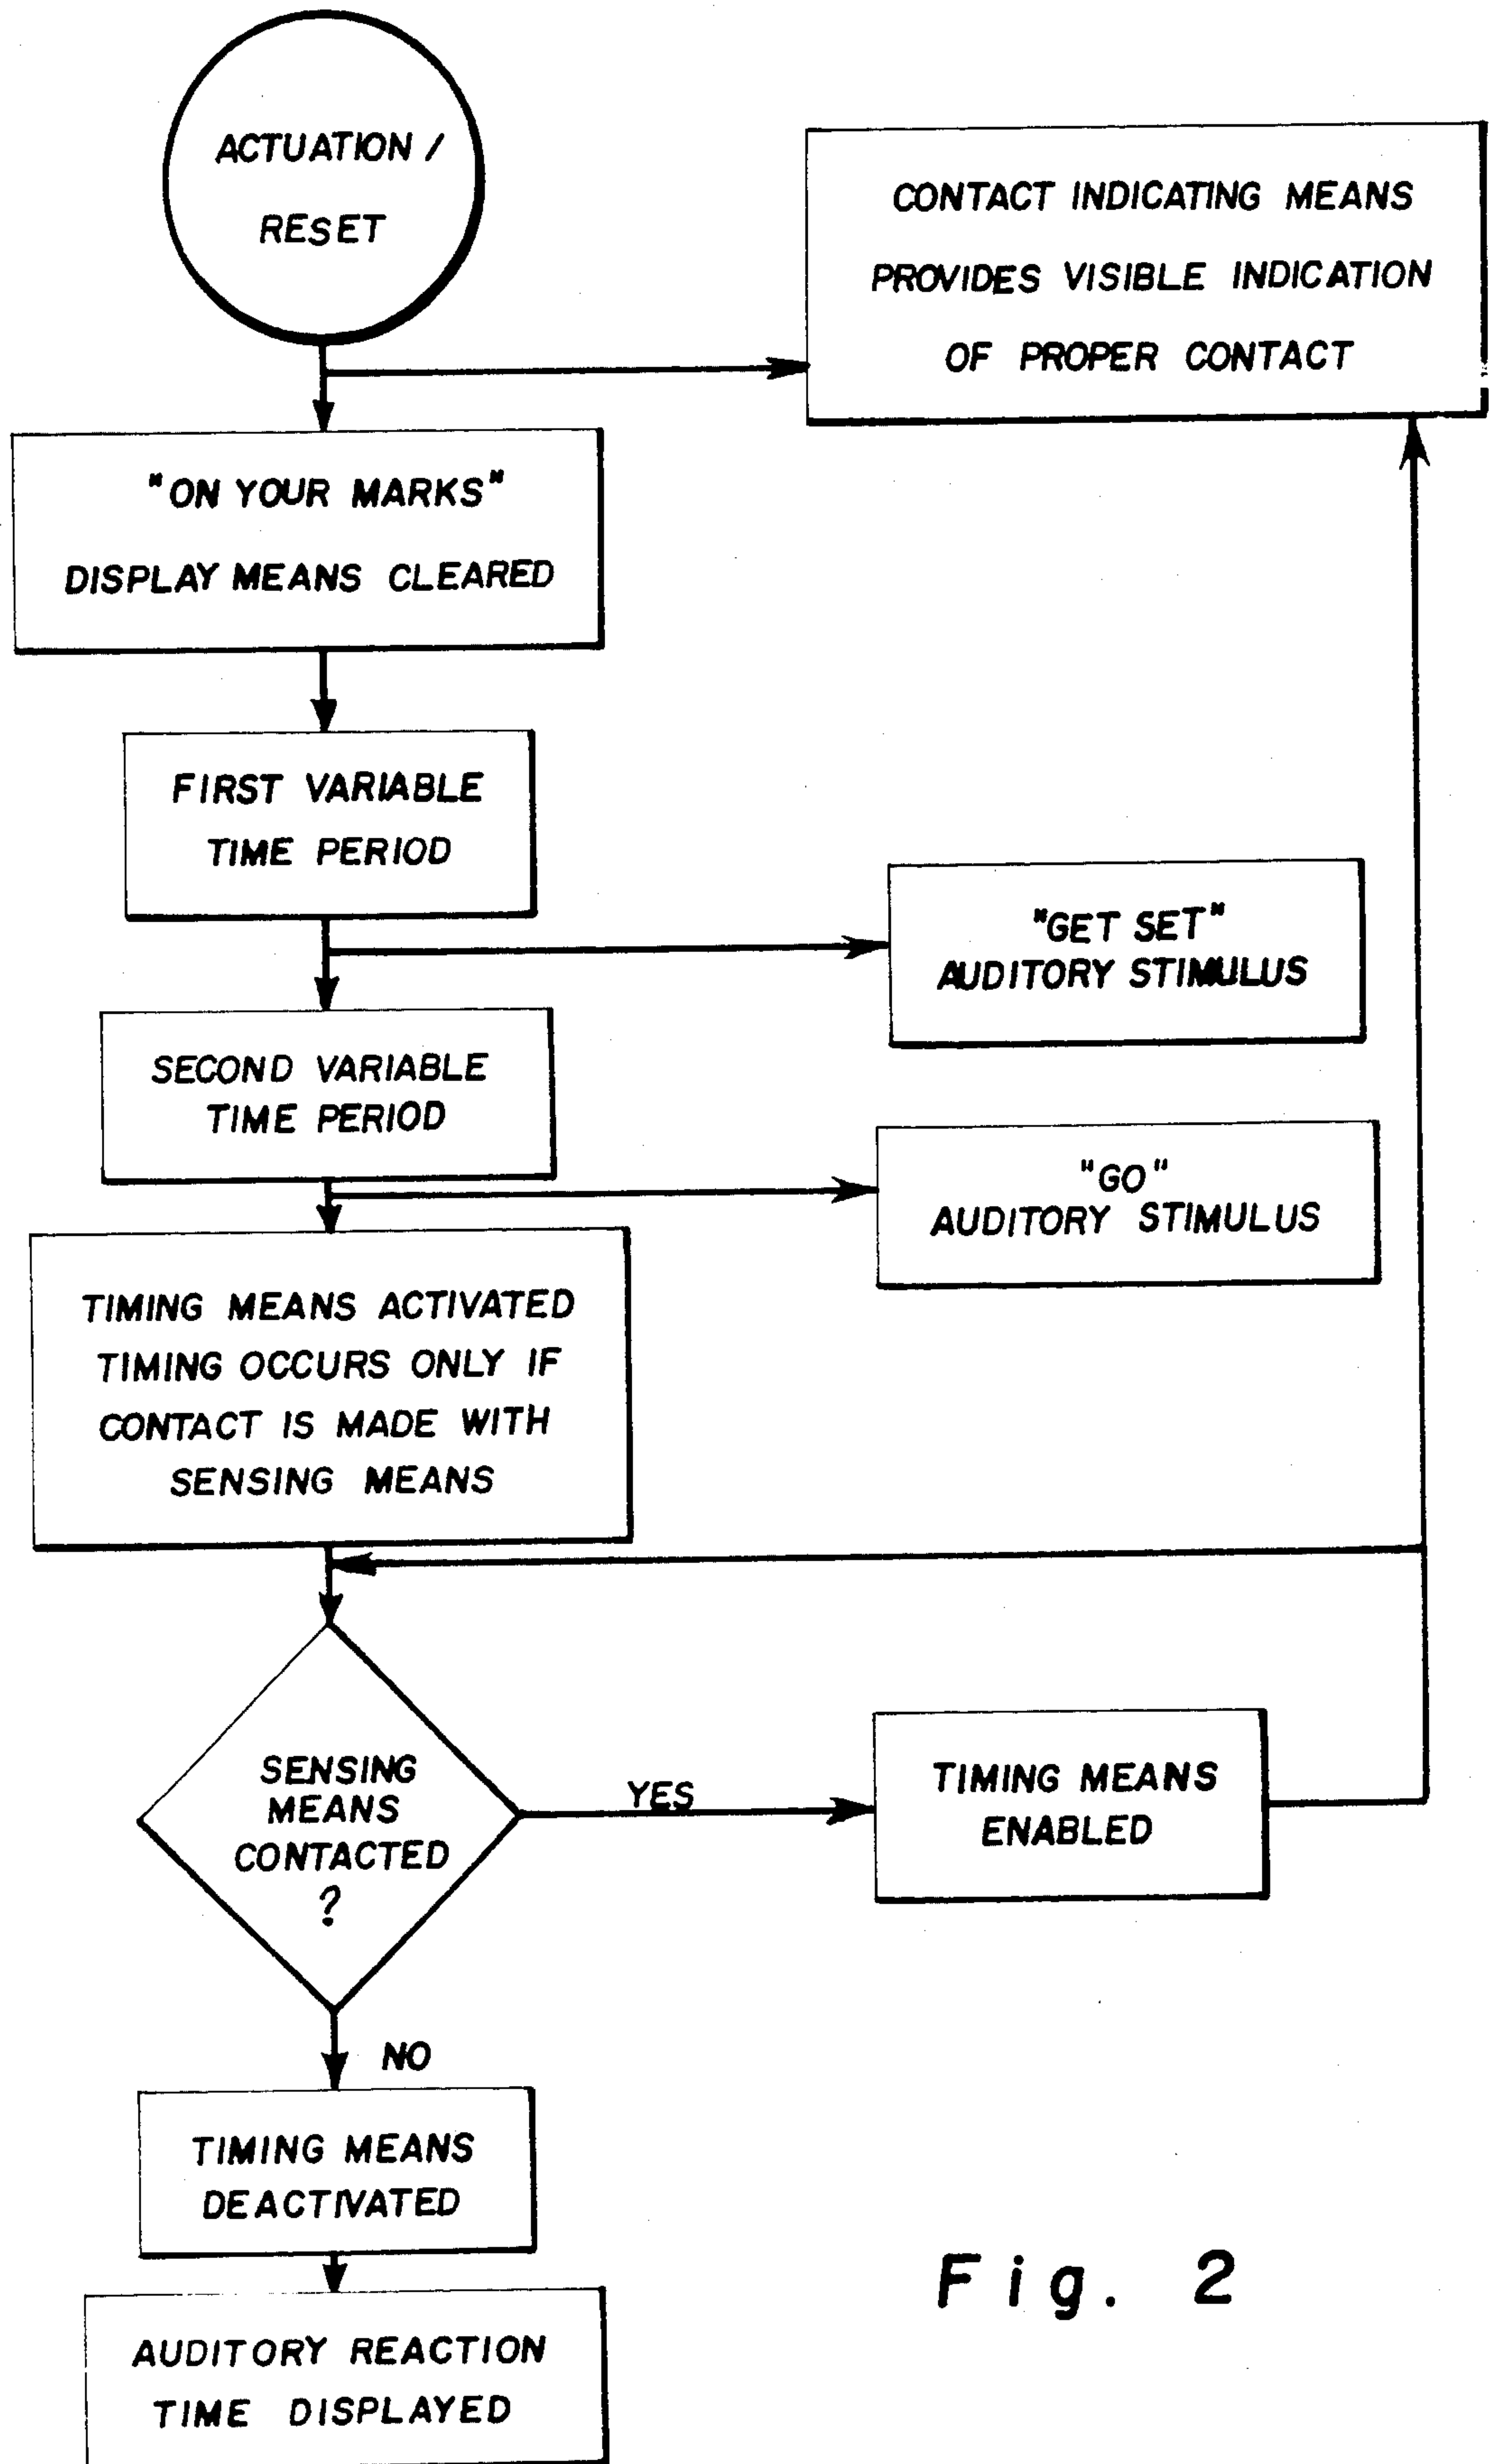 ACTUATION /
RESET
CONTACT INDICATING MEANS
PROVIDES VISIBLE INDICATION
OF PROPER CONTACT
"ON YOUR MARKS"
DISPLAY MEANS CLEARED
FIRST VARIABLE
TIME PERIOD
"GET SET"
AUDITORY STIMULUS
SECOND VARIABLE
TIME PERIOD
"GO"
AUDITORY STIMULUS
TIMING MEANS ACTIVATED
TIMING OCCURS ONLY IF
CONTACT IS MADE WITH
SENSING MEANS
SENSING
MEANS
CONTACTED
?
YES
TIMING MEANS
ENABLED
NO
TIMING MEANS
DEACTIVATED
AUDITORY REACTION
TIME DISPLAYED
Fig. 2